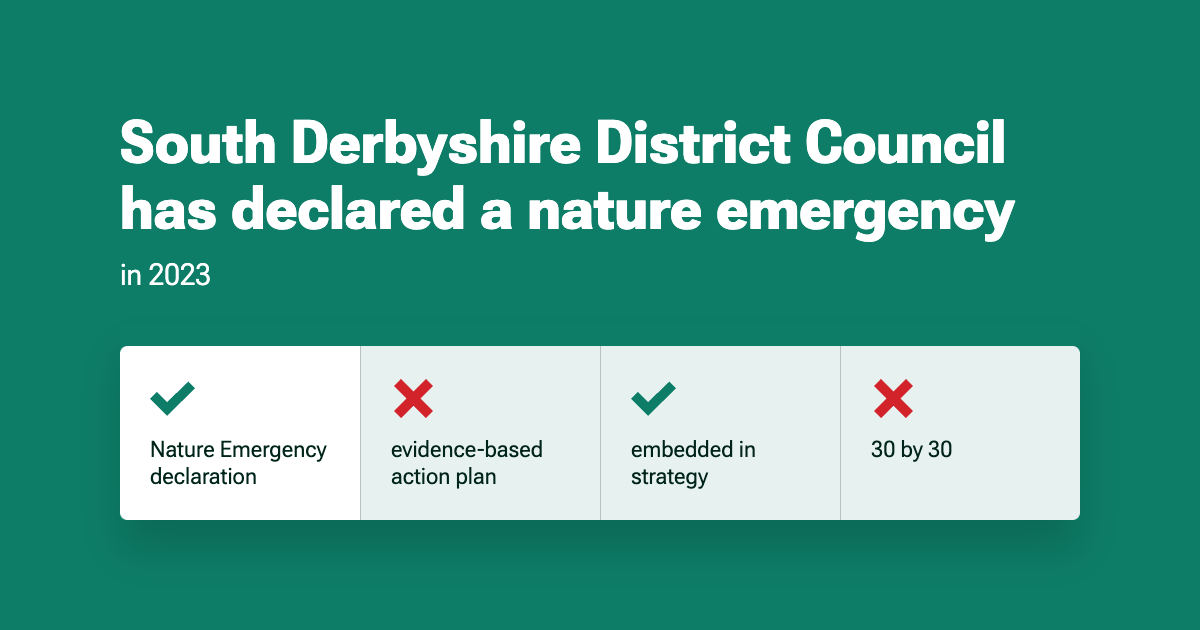 South Derbyshire District Council
has declared a nature emergency
in 2023
Nature Emergency
declaration
evidence-based
action plan
embedded in
strategy
30 by 30